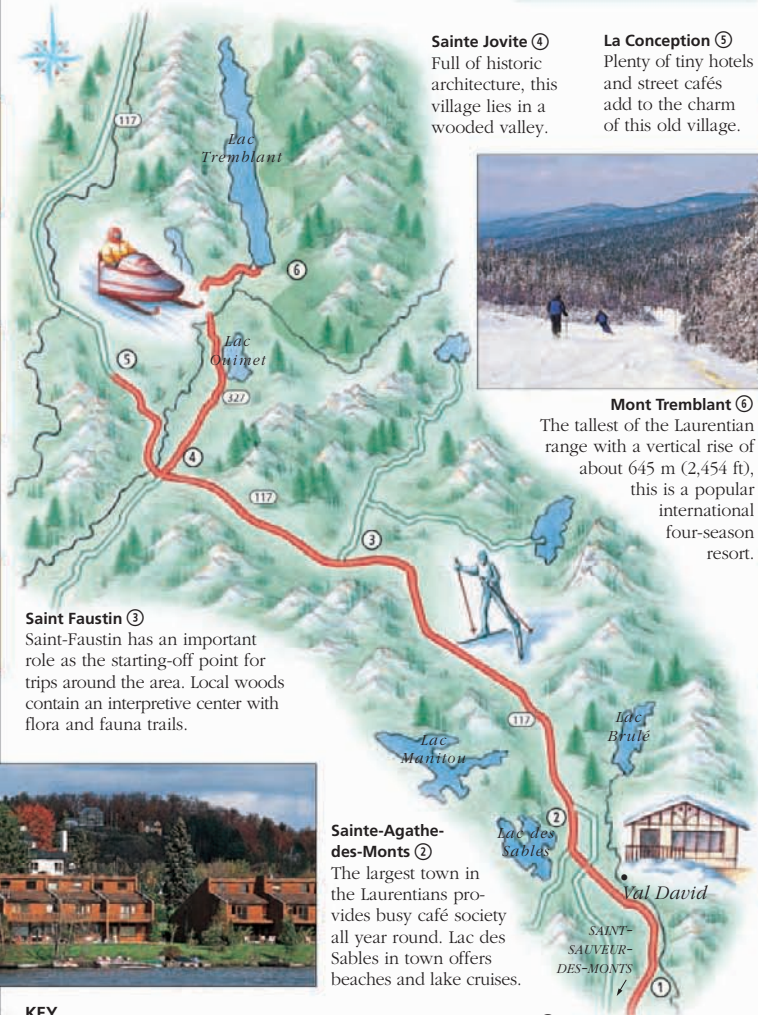 Sainte Jovite ④
Full of historic
architecture, this
village lies in a
wooded valley.
La Conception ⑤
Plenty of tiny hotels
and street cafés
add to the charm
of this old village.
117
Lac
Tremblant
⑥
Lac
Ouimet
⑤
327
④
117
③
Mont Tremblant ⑥
The tallest of the Laurentian
range with a vertical rise of
about 645 m (2,454 ft),
this is a popular
international
four-season
resort.
Saint Faustin ③
Saint-Faustin has an important
role as the starting-off point for
trips around the area. Local woods
contain an interpretive center with
flora and fauna trails.
117
Lac
Brulé
Lac
Manitou
②
Lac des
Sables
Val David
SAINT-
SAUVEUR-
DES-MONTS
①
Sainte-Agathe-
des-Monts ②
The largest town in
the Laurentians pro-
vides busy café society
all year round. Lac des
Sables in town offers
beaches and lake cruises.
KEY